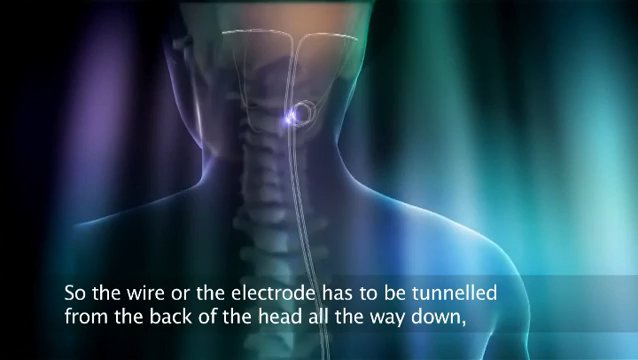 So the wire or the electrode has to be tunnelled
from the back of the head all the way down,